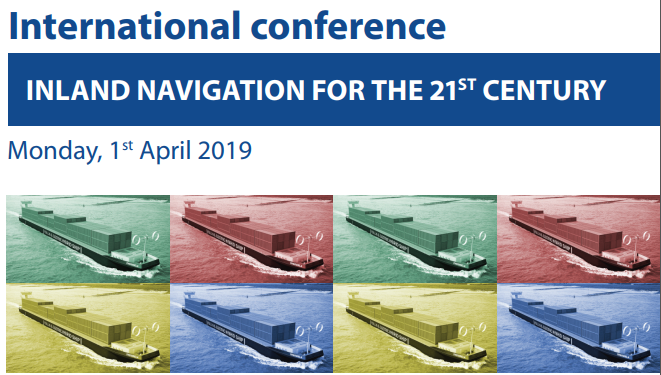 International conference
INLAND NAVIGATION FOR THE 21ST CENTURY
Monday, 1st April 2019